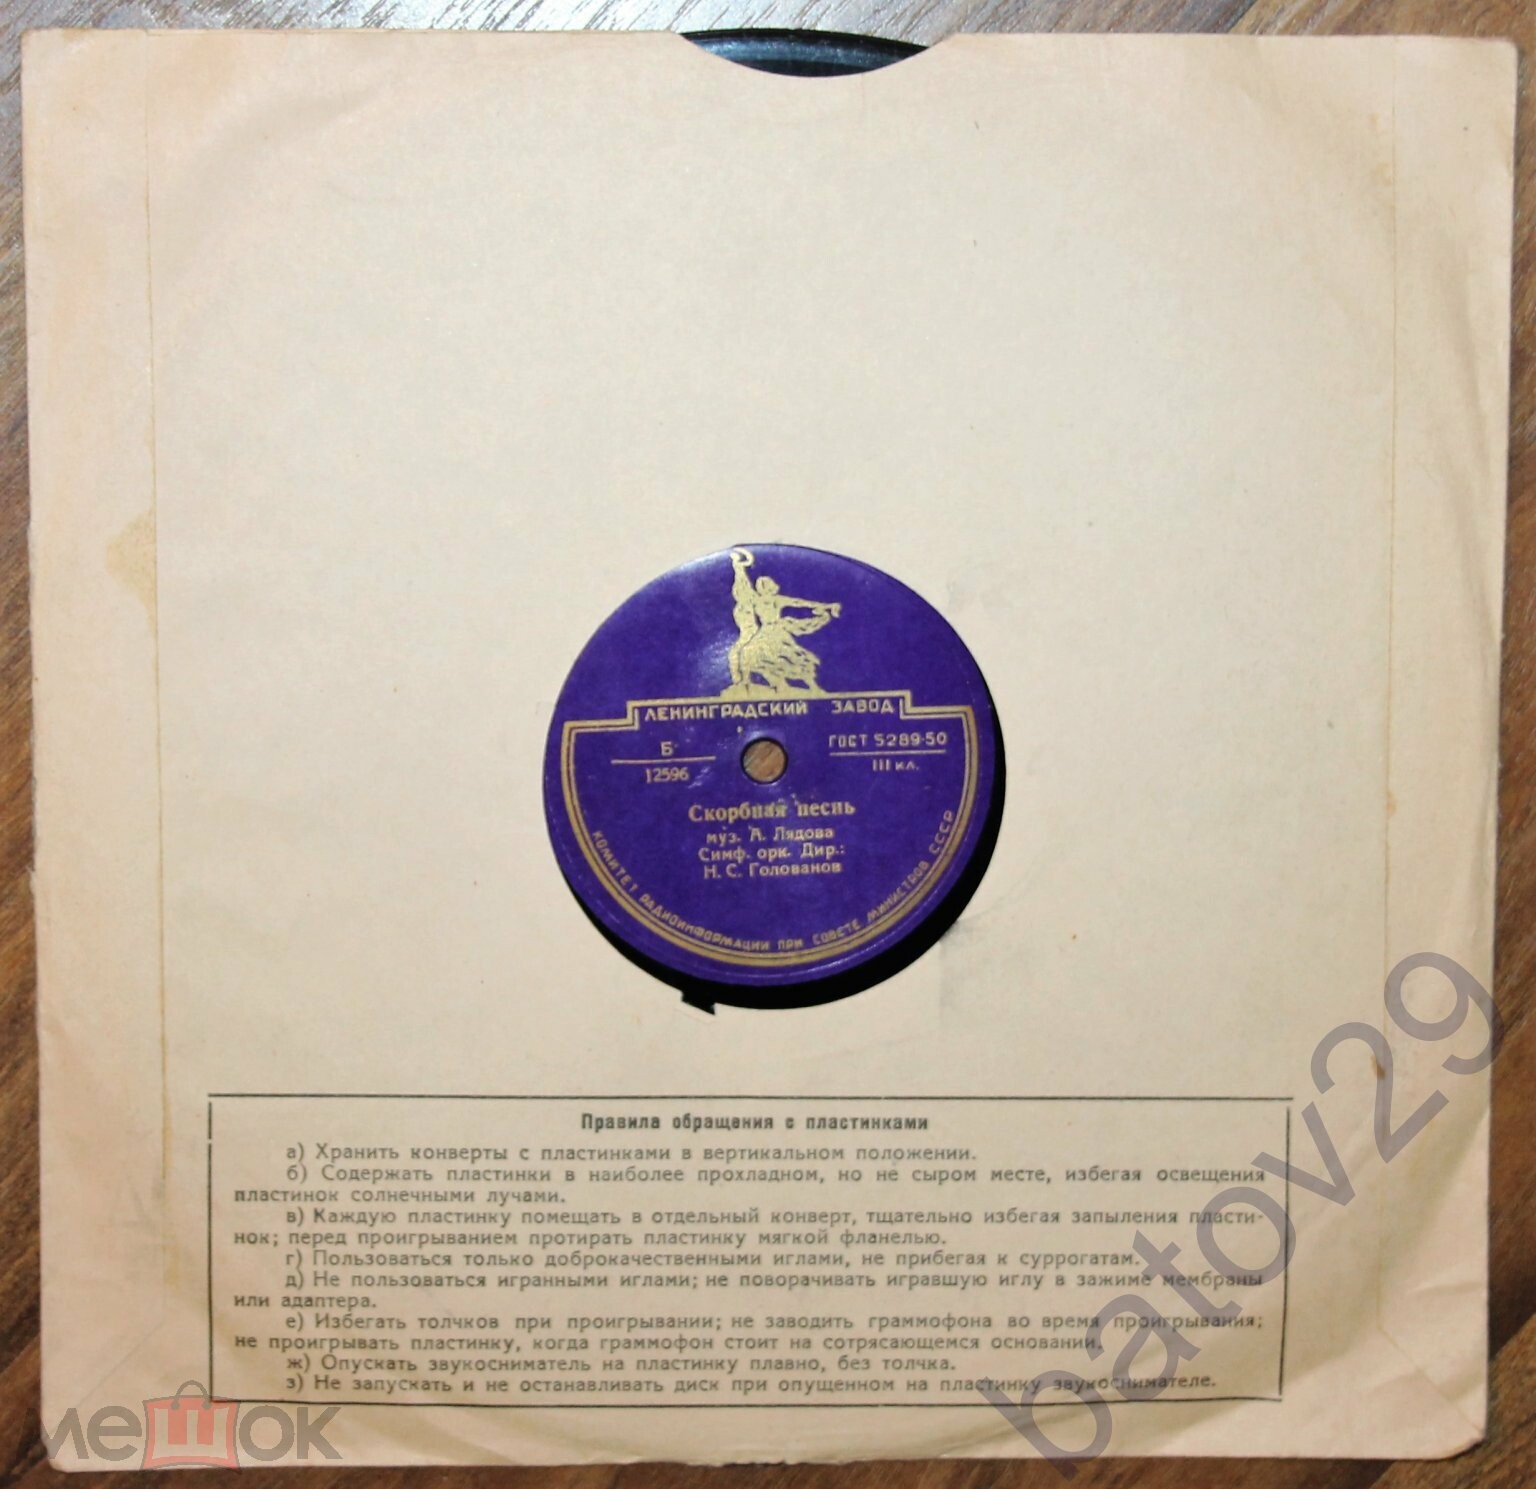 ЛЕНИНГРАДСКИЙ ЗАВОД
Б
12596
ГОСТ 5289-50
III кл.
Скорбная песнь
муз. А. Лядова
Симф. орк. Дир.:
Н. С. Голованов
КОМИТЕТ РАДИОИНФОРМАЦИИ ПРИ СОВЕТЕ МИНИСТРОВ СССР
Правила обращения с пластинками
а) Хранить конверты с пластинками в вертикальном положении.
б) Содержать пластинки в наиболее прохладном, но не сыром месте, избегая освещения
пластинок солнечными лучами.
в) Каждую пластинку помещать в отдельный конверт, тщательно избегая запыления пласти-
нок; перед проигрыванием протирать пластинку мягкой фланелью.
г) Пользоваться только доброкачественными иглами, не прибегая к суррогатам.
д) Не пользоваться игранными иглами; не поворачивать игравшую иглу в зажиме мембраны
или адаптера.
е) Избегать толчков при проигрывании; не заводить граммофона во время проигрывания;
не проигрывать пластинку, когда граммофон стоит на сотрясающемся основании.
ж) Опускать звукосниматель на пластинку плавно, без толчка.
з) Не запускать и не останавливать диск при опущенном на пластинку звукоснимателе.
мешок
batov29